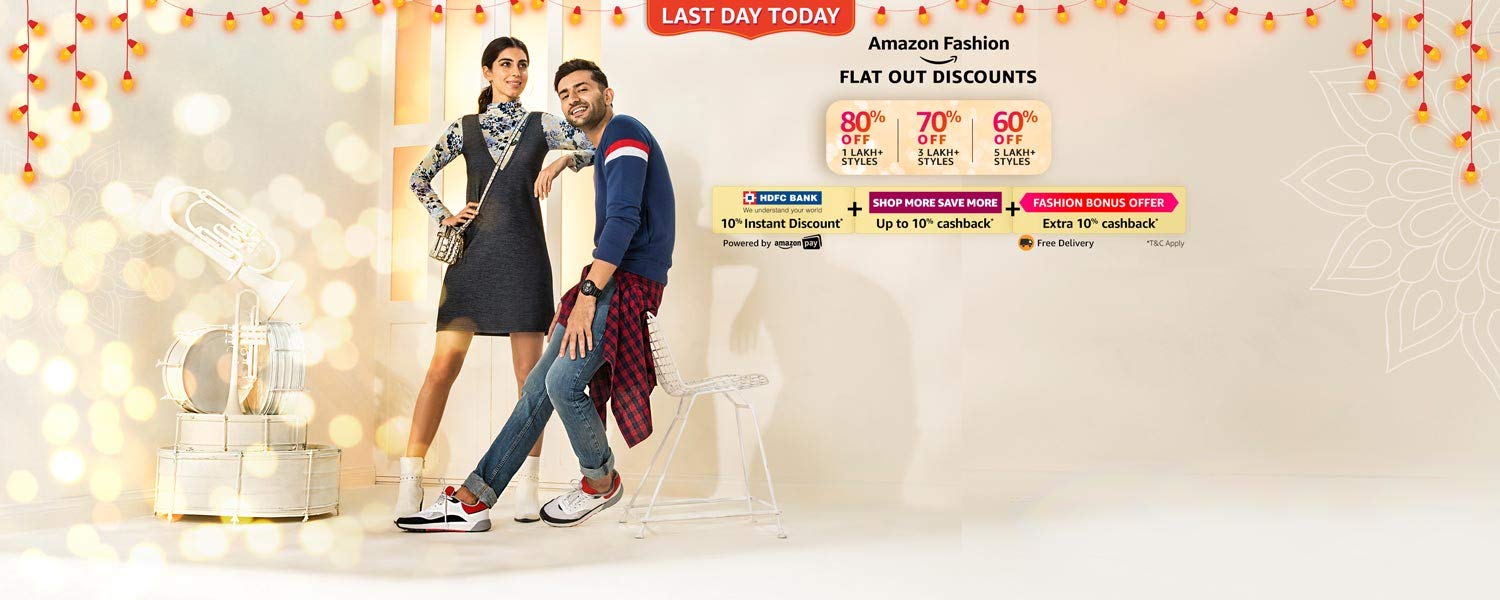 LAST DAY TODAY
Amazon Fashion
FLAT OUT DISCOUNTS
80% OFF
1 LAKH+
STYLES
70% OFF
3 LAKH+
STYLES
60% OFF
5 LAKH+
STYLES
HDFC BANK
We understand your world
10% Instant Discount*
+
SHOP MORE SAVE MORE
Up to 10% cashback*
+
FASHION BONUS OFFER
Extra 10% cashback*
Powered by amazon pay
Free Delivery
*T&C Apply